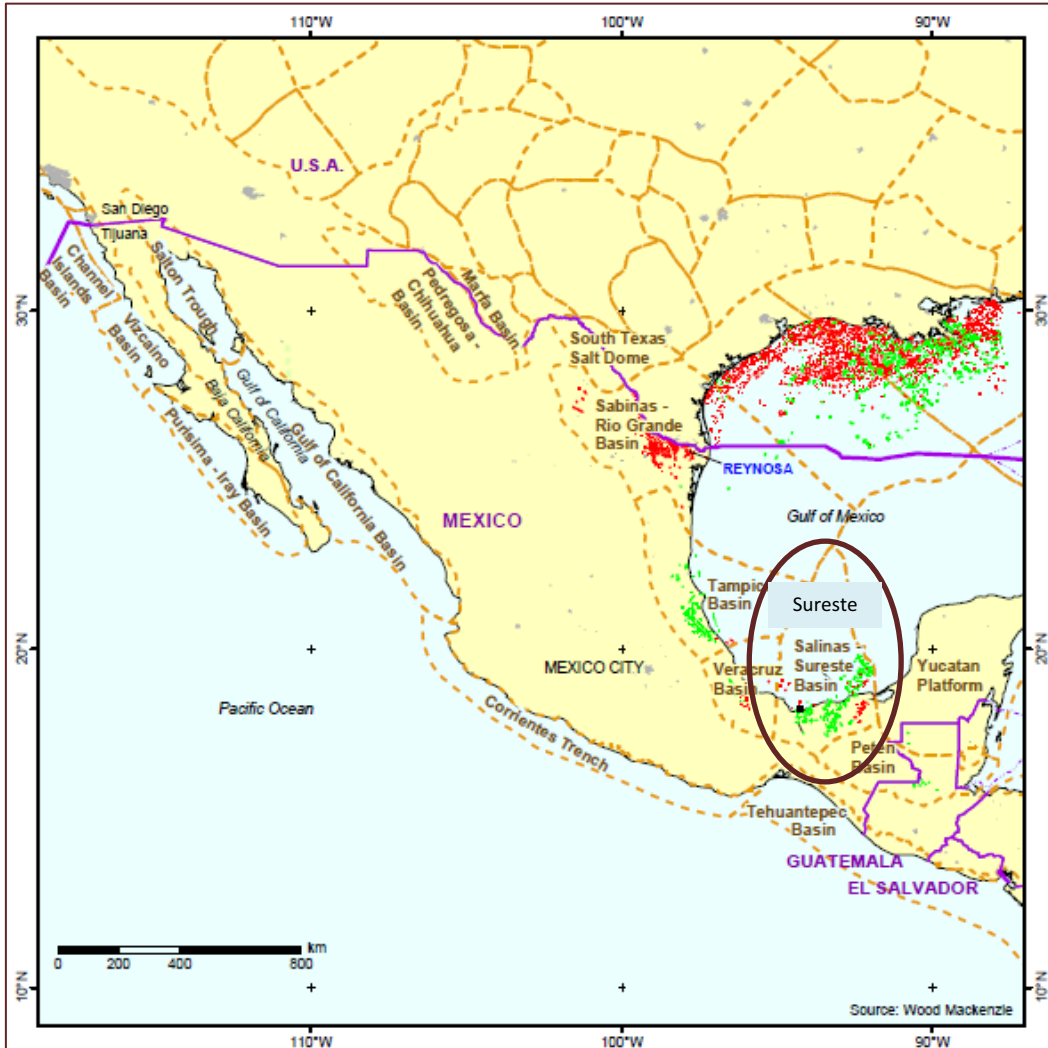 110°W
100°W
90°W
U.S.A.
San Diego
Tijuana
Channel
Islands
Basin
Salton Trough
Vizcaino
Basin
Pedregosa -
Chihuahua
Basin
Marfa Basin
30°N
30°N
South Texas
Salt Dome
Sabinas -
Rio Grande
Basin
REYNOSA
Baja California
Gulf of California
Gulf of California Basin
Purisima - Iray Basin
MEXICO
Gulf of Mexico
Tampico
Basin
Sureste
20°N
20°N
MEXICO CITY
Veracruz
Basin
Salinas -
Sureste
Basin
Yucatan
Platform
Pacific Ocean
Corrientes Trench
Peten
Basin
Tehuantepec
Basin
GUATEMALA
EL SALVADOR
km
0 200 400 800
10°N
10°N
Source: Wood Mackenzie
110°W
100°W
90°W